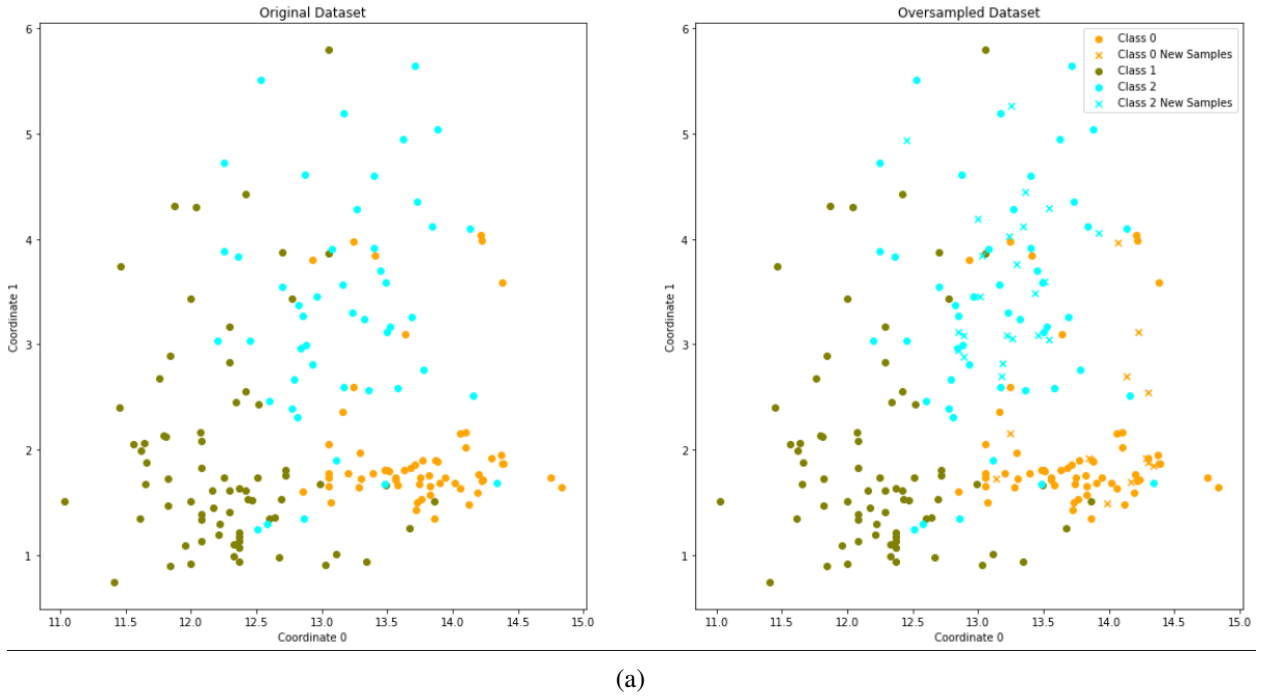 Original Dataset
6
5
4
3
2
1
Coordinate 1
11.0 11.5 12.0 12.5 13.0 13.5 14.0 14.5 15.0
Coordinate 0
Oversampled Dataset
Class 0
Class 0 New Samples
Class 1
Class 2
Class 2 New Samples
6
5
4
3
2
1
Coordinate 1
11.0 11.5 12.0 12.5 13.0 13.5 14.0 14.5 15.0
Coordinate 0
(a)